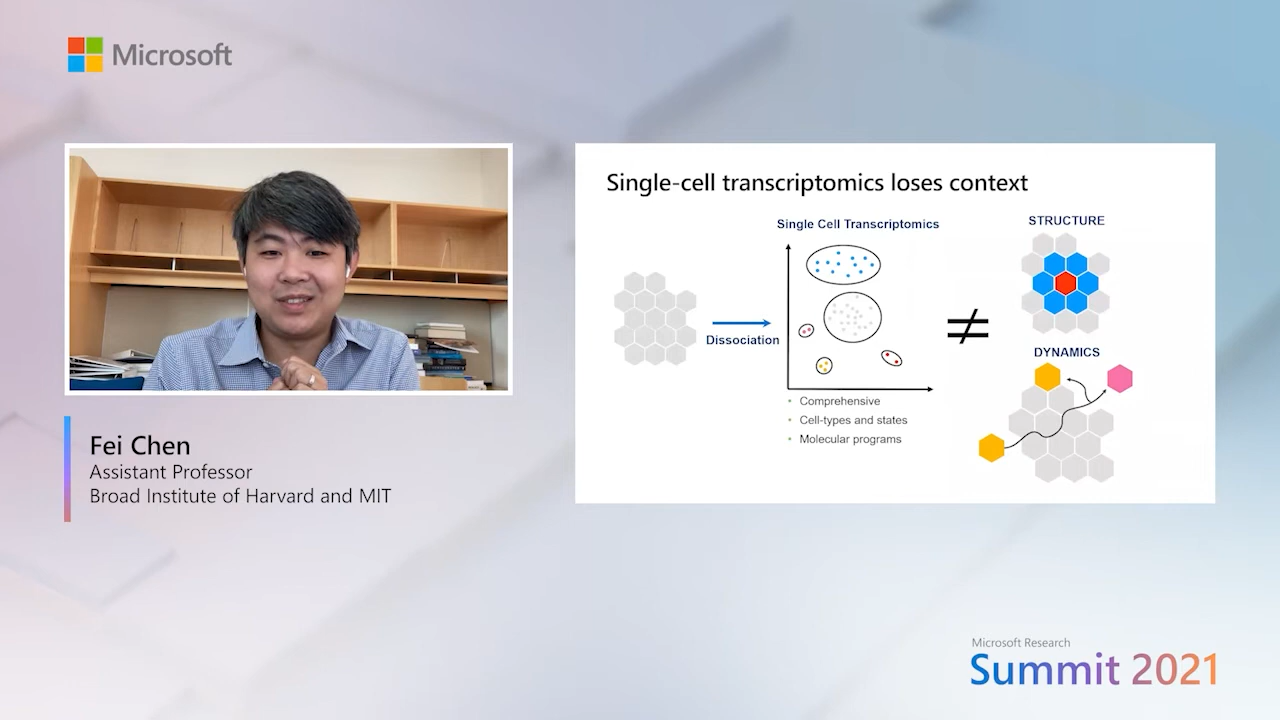 Microsoft
Single-cell transcriptomics loses context
Single Cell Transcriptomics
STRUCTURE
Dissociation
≠
DYNAMICS
• Comprehensive
• Cell-types and states
• Molecular programs
Fei Chen
Assistant Professor
Broad Institute of Harvard and MIT
Microsoft Research
Summit 2021